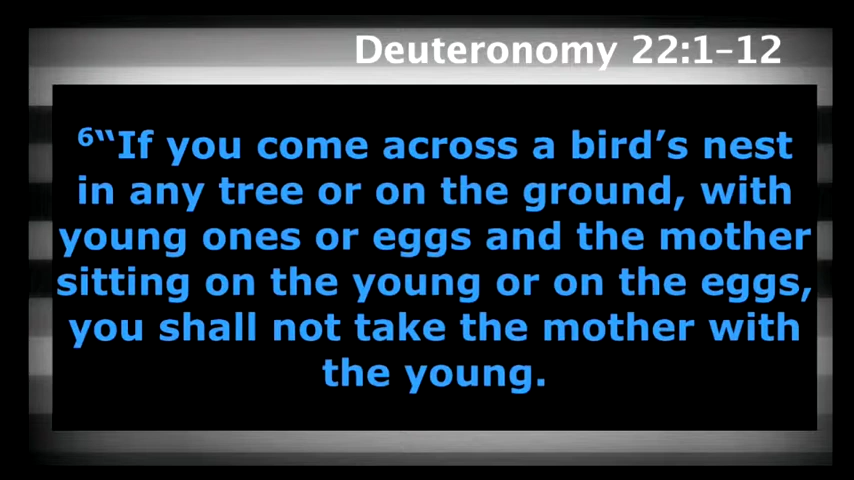 Deuteronomy 22:1–12
6“If you come across a bird’s nest
in any tree or on the ground, with
young ones or eggs and the mother
sitting on the young or on the eggs,
you shall not take the mother with
the young.